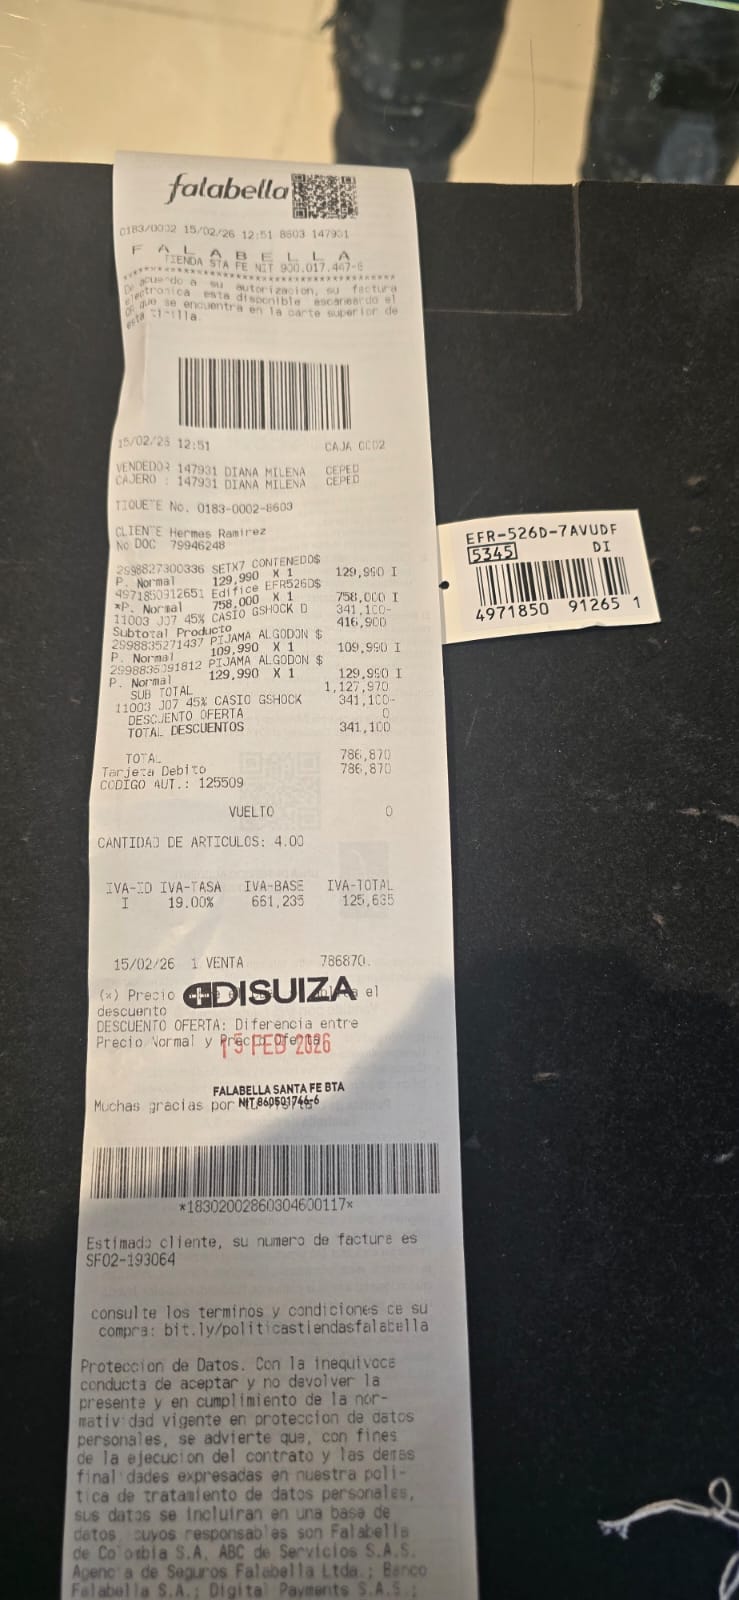 falabella
0183/0002 15/02/26 12:51 8603 147931
F A L A B E L L A
TIENDA STA FE NIT 900.017.447-8
****************************************
De acuerdo a su autorizacion, su factura
electronica esta disponible escaneando el
QR que se encuentra en la parte superior de
esta tirilla.
15/02/26 12:51 CAJA 0002
VENDEDOR 147931 DIANA MILENA CEPED
CAJERO : 147931 DIANA MILENA CEPED
TIQUETE No. 0183-0002-8603
CLIENTE Hermes Ramirez
No DOC 79946248
2998827300336 SETX7 CONTENEDO$
P. Normal 129,990 X 1 129,990 I
4971850912651 Edifice EFR526D$
*P. Normal 758,000 X 1 758,000 I
11003 J07 45% CASIO GSHOCK D 341,100-
Subtotal Producto 416,900
2998835271437 PIJAMA ALGODON $
P. Normal 109,990 X 1 109,990 I
2998835091812 PIJAMA ALGODON $
P. Normal 129,990 X 1 129,990 I
SUB TOTAL 1,127,970
11003 J07 45% CASIO GSHOCK 341,100-
DESCUENTO OFERTA 0
TOTAL DESCUENTOS 341,100
TOTAL 786,870
Tarjeta Debito 786,870
CODIGO AUT.: 125509
VUELTO 0
CANTIDAD DE ARTICULOS: 4.00
IVA-ID IVA-TASA IVA-BASE IVA-TOTAL
I 19.00% 661,235 125,635
15/02/26 1 VENTA 786870.
(*) Precio el
DISUIZA
descuento
DESCUENTO OFERTA: Diferencia entre
Precio Normal y Precio Oferta
15 FEB 2026
FALABELLA SANTA FE BTA
NIT 860501746-6
Muchas gracias por
*18302002860304600117*
Estimado cliente, su numero de factura es
SF02-193064
consulte los terminos y condiciones de su
compra: bit.ly/politicastiendasfalabella
Proteccion de Datos. Con la inequivoca
conducta de aceptar y no devolver la
presente y en cumplimiento de la nor-
matividad vigente en proteccion de datos
personales, se advierte que, con fines
de la ejecucion del contrato y las demas
finalidades expresadas en nuestra poli-
tica de tratamiento de datos personales,
sus datos se incluiran en una base de
datos, cuyos responsables son Falabella
de Colombia S.A. ABC de Servicios S.A.S.
Agencia de Seguros Falabella Ltda.; Banco
Falabella S.A.; Digital Payments S.A.S.;
EFR-526D-7AVUDF
5345 DI
4971850 91265 1